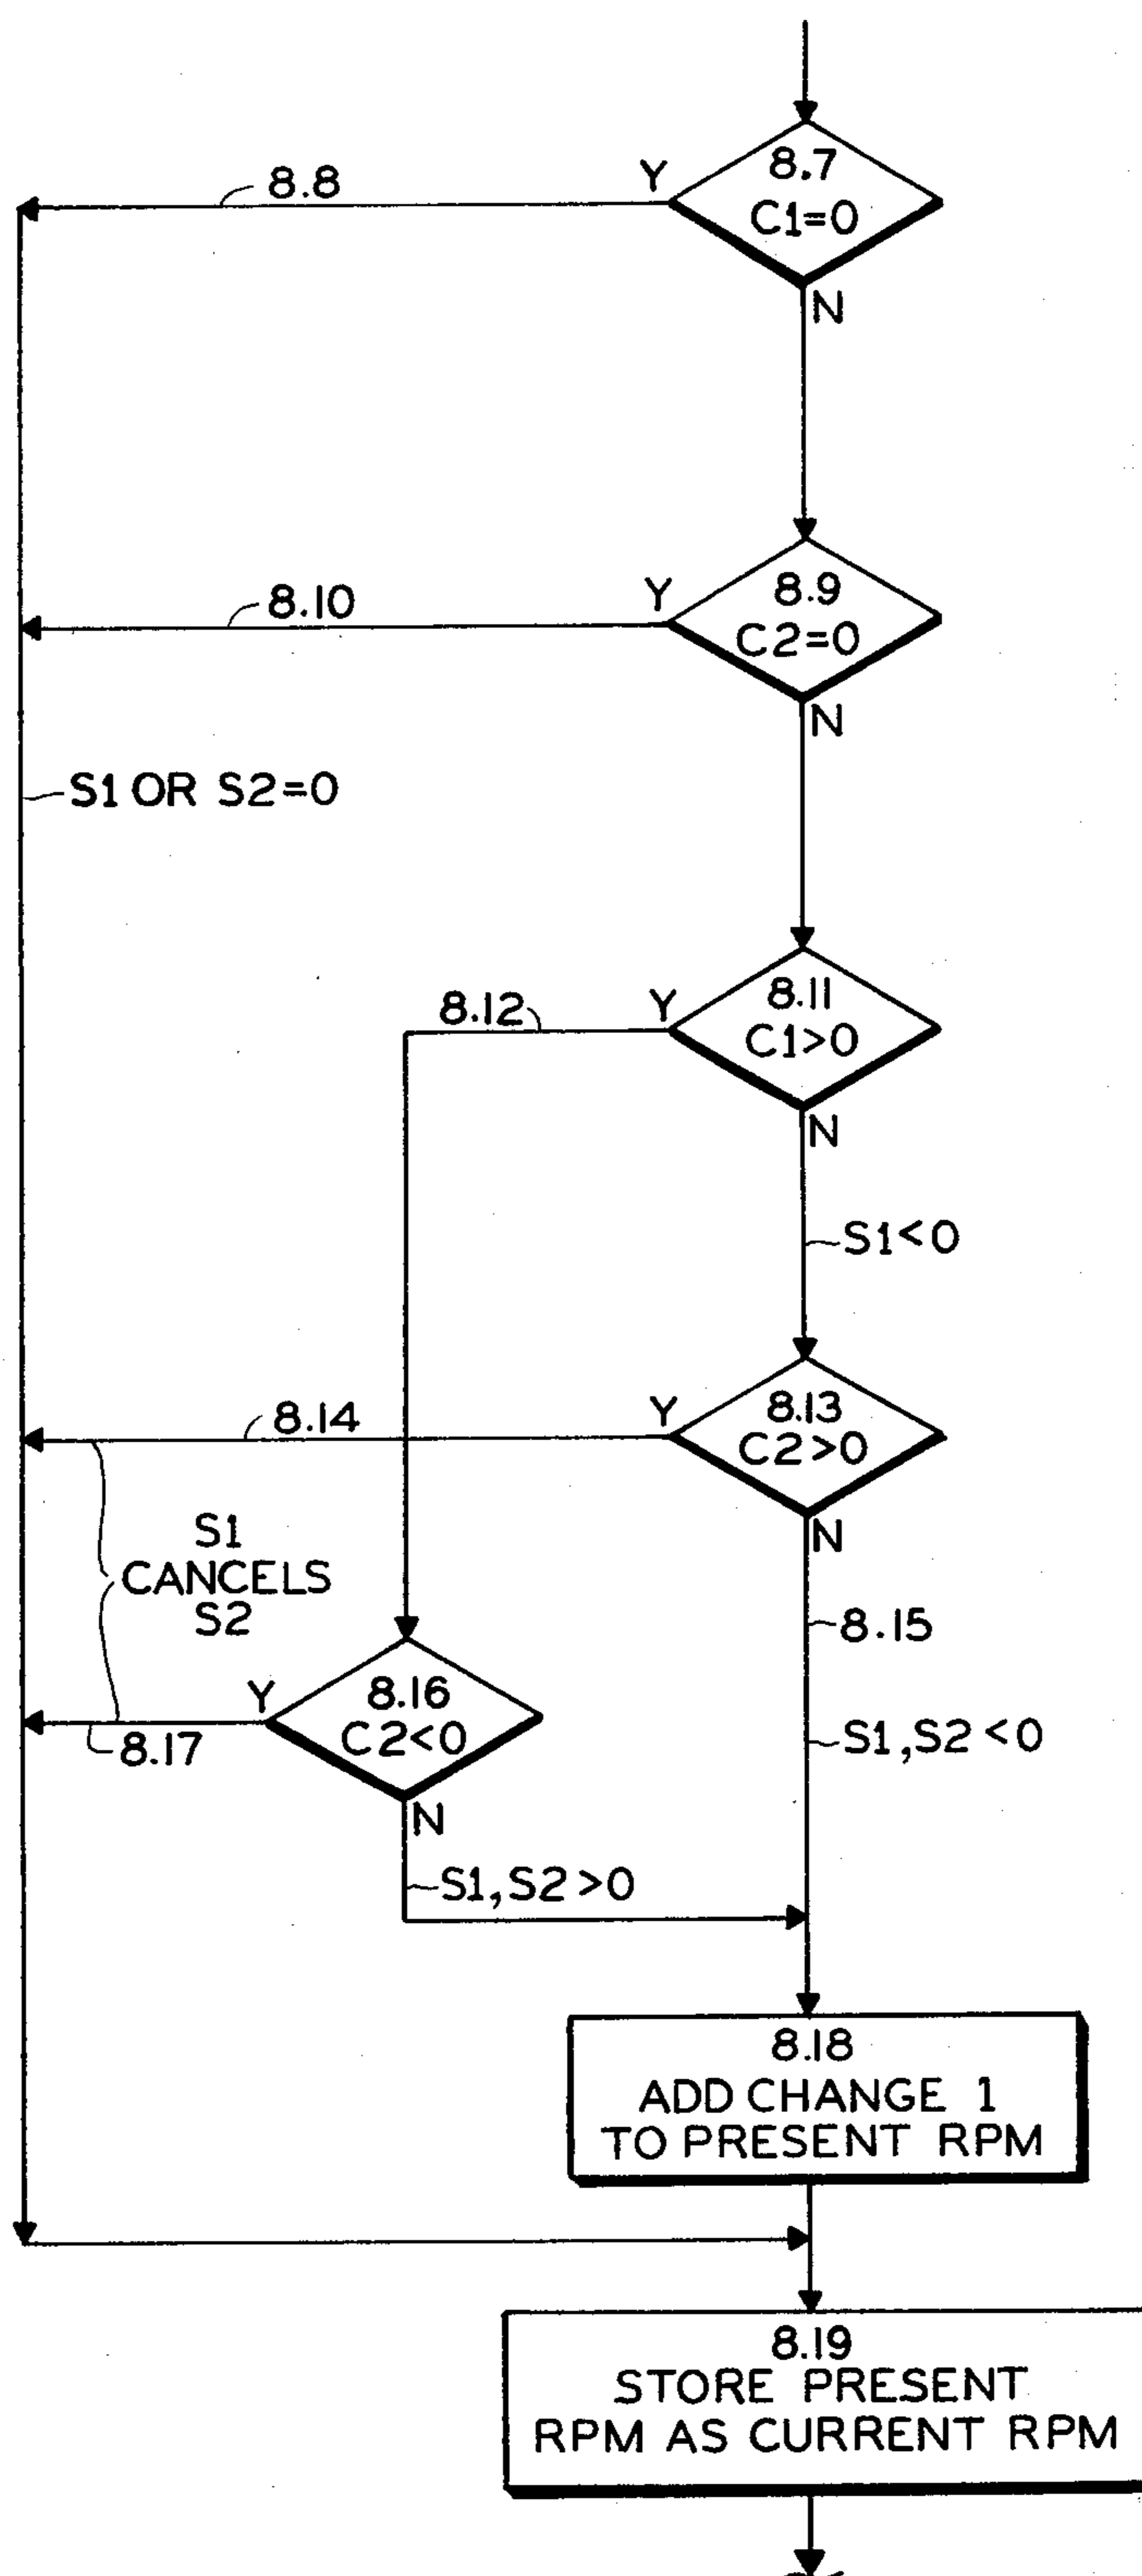 8.7
C1=0
Y
N
8.8
8.9
C2=0
Y
N
8.10
S1 OR S2=0
8.11
C1>0
Y
N
8.12
S1<0
8.13
C2>0
Y
N
8.14
S1
CANCELS
S2
8.15
8.16
C2<0
Y
N
8.17
S1,S2<0
S1,S2>0
8.18
ADD CHANGE 1
TO PRESENT RPM
8.19
STORE PRESENT
RPM AS CURRENT RPM